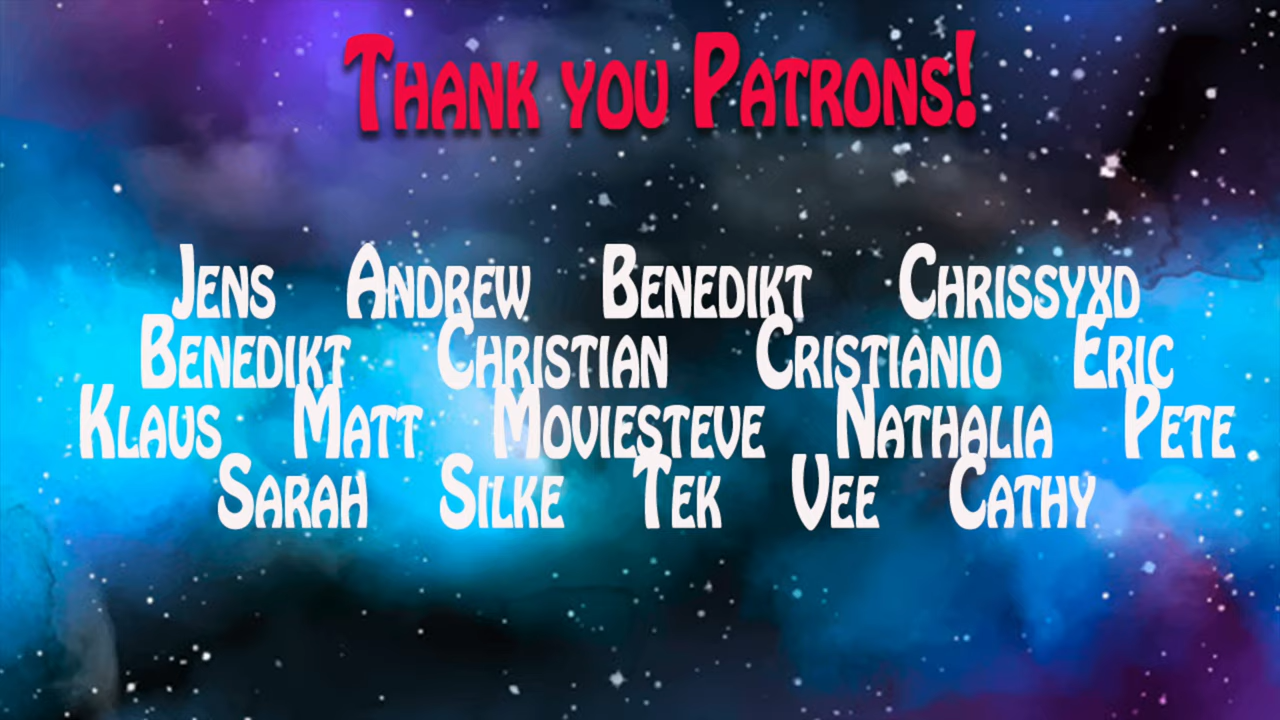 Thank you Patrons!
Jens Andrew Benedikt Chrissyxd
Benedikt Christian Cristianio Eric
Klaus Matt Moviesteve Nathalia Pete
Sarah Silke Tek Vee Cathy